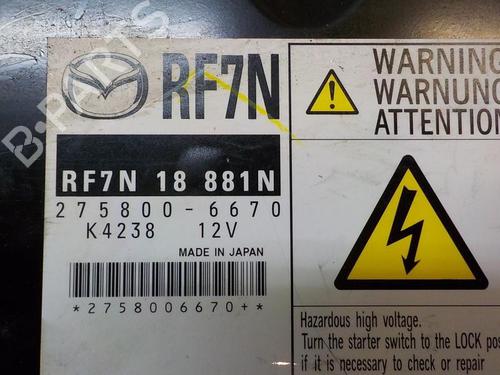 RF7N
RF7N 18 881N
275800-6670
K4238 12V
MADE IN JAPAN
*2758006670+*
WARNING
WARNUNG
ATTENTION
Hazardous high voltage.
Turn the starter switch to the LOCK pos
if it is necessary to check or repair
B-PARTS